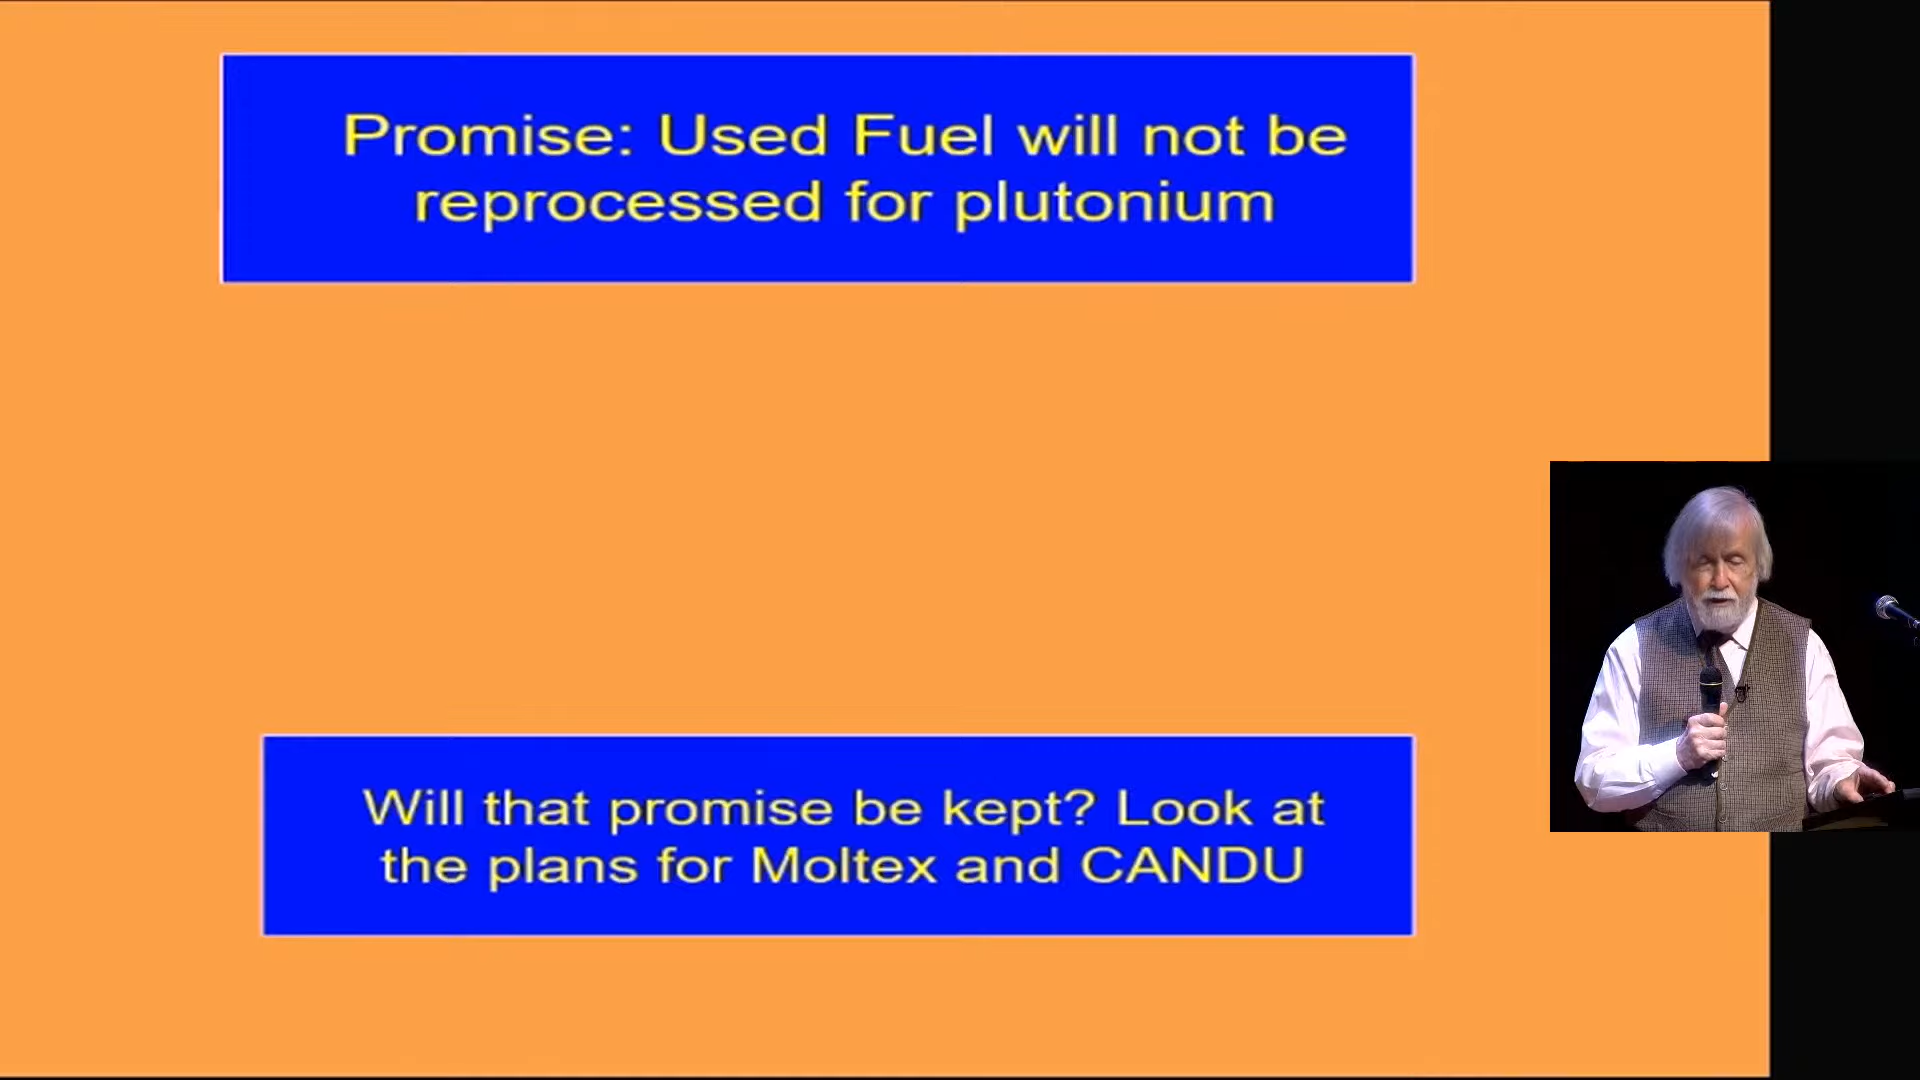 Promise: Used Fuel will not be
reprocessed for plutonium
Will that promise be kept? Look at
the plans for Moltex and CANDU